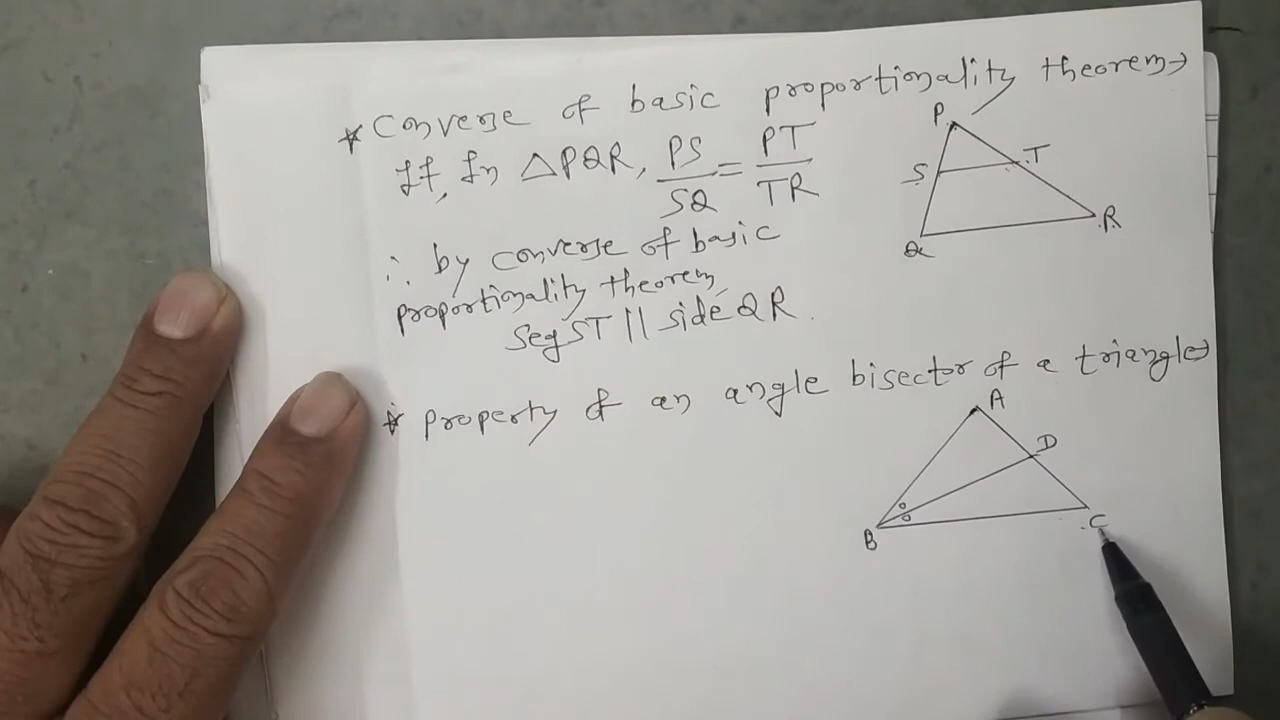 * Converse of basic proportionality theorem→
If, In △PQR, PS/SQ = PT/TR
∴ by converse of basic
proportionality theorem,
seg ST || side QR.
P
S
T
Q
R
* property of an angle bisector of a triangle→
A
D
B
C